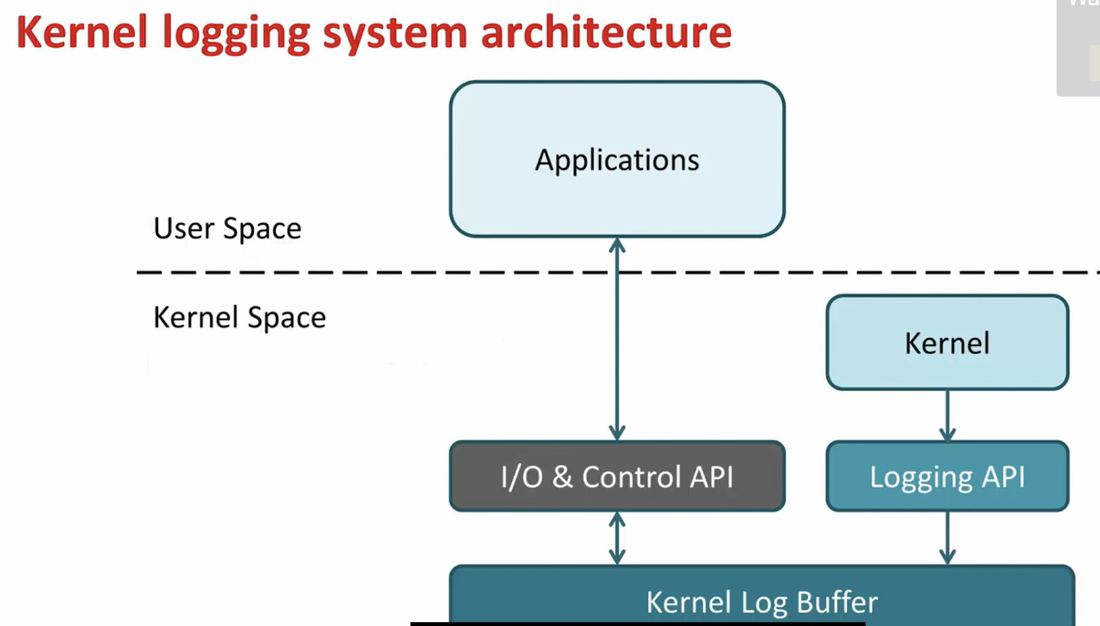 Kernel logging system architecture
Applications
User Space
Kernel Space
Kernel
I/O & Control API
Logging API
Kernel Log Buffer